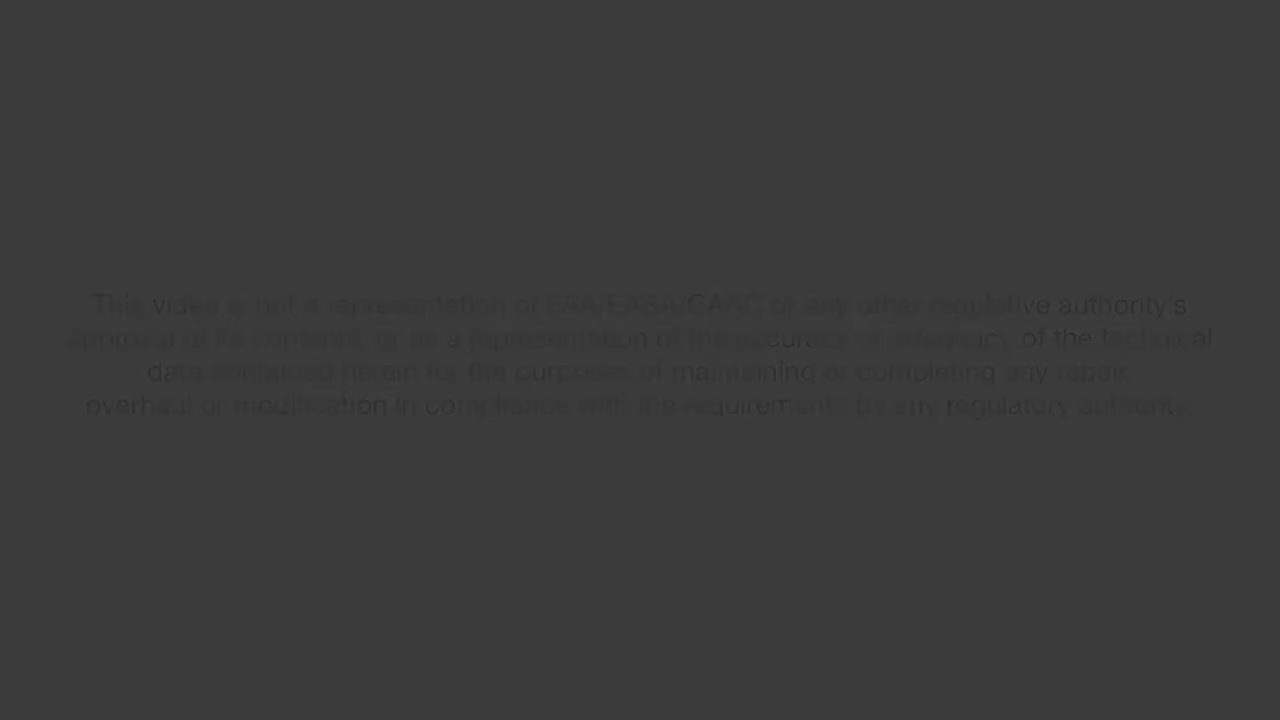 This video is not a representation of FAA/EASA/CAAC or any other regulative authority's
approval of its contents, or as a representation of the accuracy or adequacy of the technical
data contained herein for the purposes of maintaining or completing any repair
overhaul or modification in compliance with the requirements by any regulatory authority.